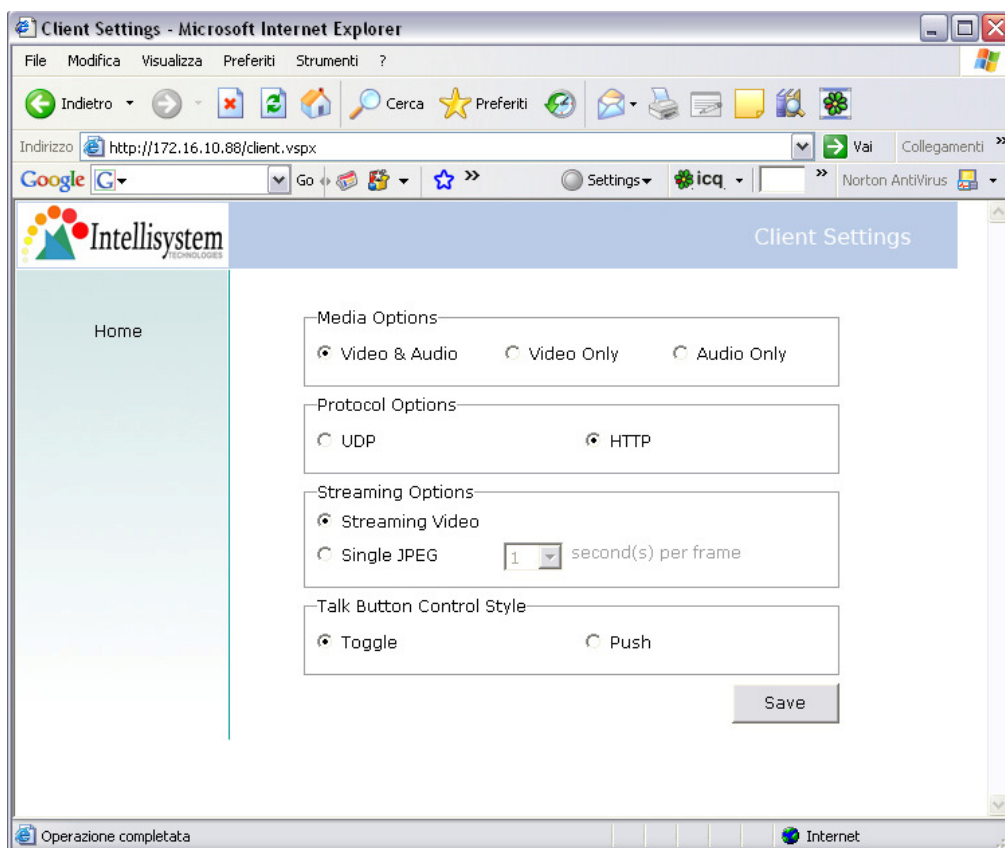 Client Settings - Microsoft Internet Explorer
File Modifica Visualizza Preferiti Strumenti ?
Indietro Cerca Preferiti
Indirizzo http://172.16.10.88/client.vspx Vai Collegamenti »
Google G Go » Settings icq » Norton AntiVirus
Intellisystem
TECHNOLOGIES
Client Settings
Home
Media Options
Video & Audio Video Only Audio Only
Protocol Options
UDP HTTP
Streaming Options
Streaming Video
Single JPEG 1 second(s) per frame
Talk Button Control Style
Toggle Push
Save
Operazione completata Internet